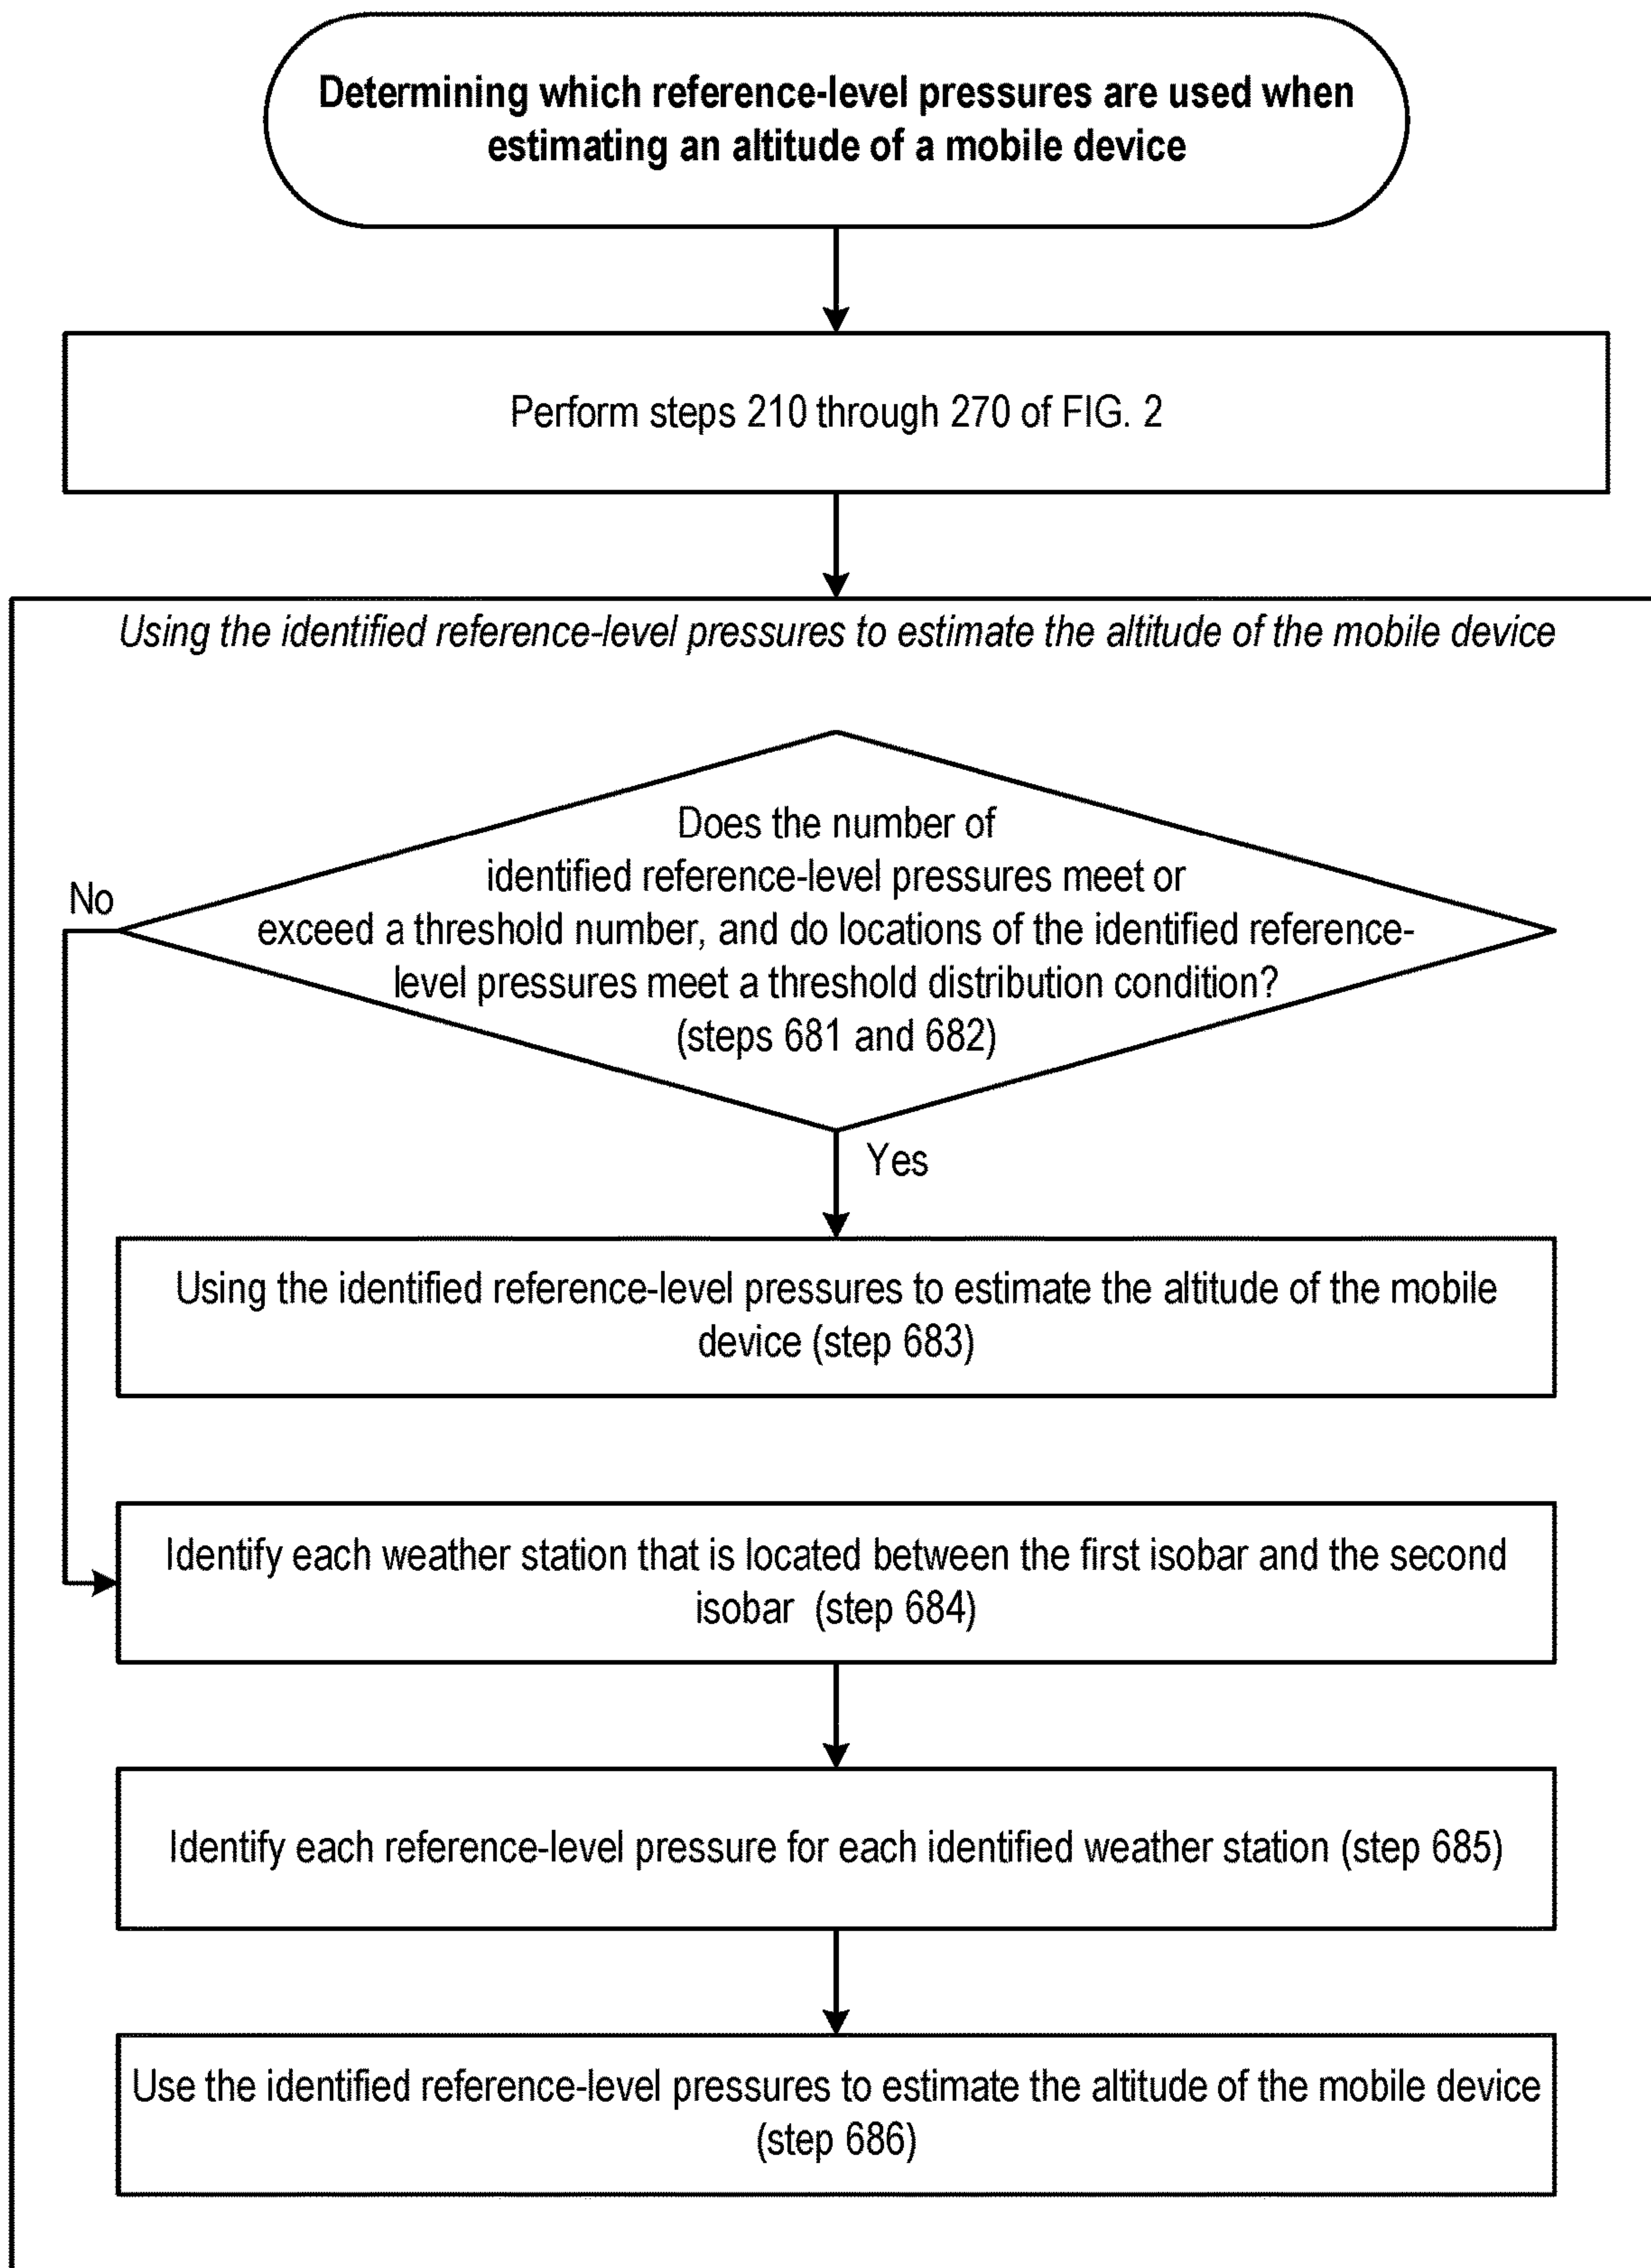 Determining which reference-level pressures are used when
estimating an altitude of a mobile device
Perform steps 210 through 270 of FIG. 2
Using the identified reference-level pressures to estimate the altitude of the mobile device
Does the number of
identified reference-level pressures meet or
exceed a threshold number, and do locations of the identified reference-
level pressures meet a threshold distribution condition?
(steps 681 and 682)
No
Yes
Using the identified reference-level pressures to estimate the altitude of the mobile
device (step 683)
Identify each weather station that is located between the first isobar and the second
isobar (step 684)
Identify each reference-level pressure for each identified weather station (step 685)
Use the identified reference-level pressures to estimate the altitude of the mobile device
(step 686)